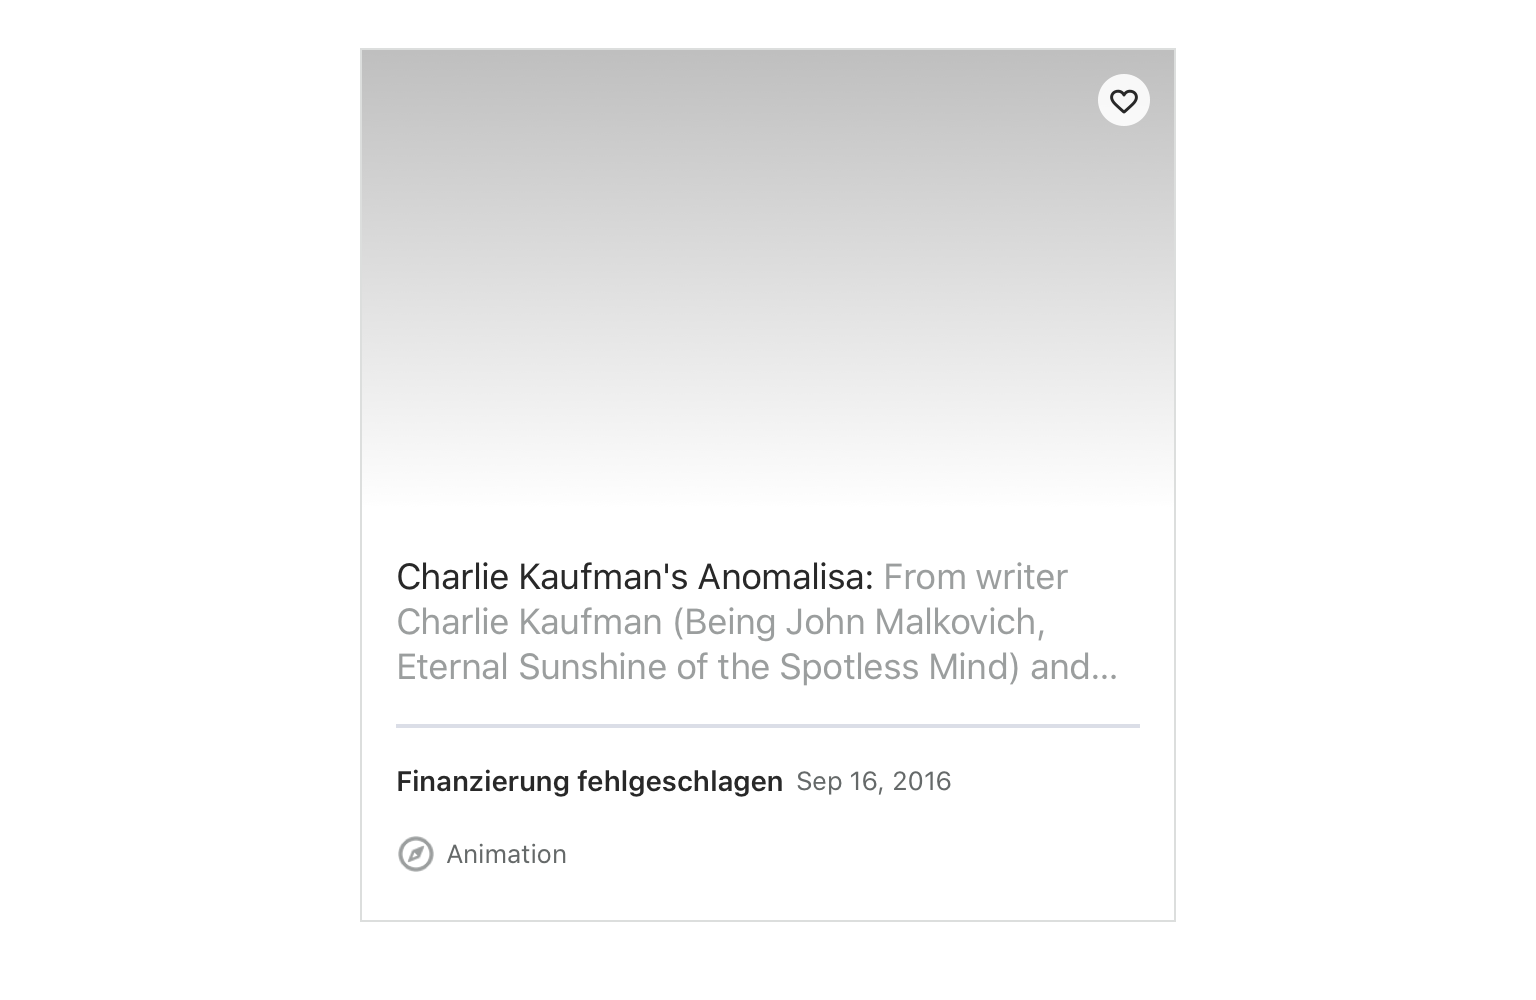 Charlie Kaufman's Anomalisa: From writer
Charlie Kaufman (Being John Malkovich,
Eternal Sunshine of the Spotless Mind) and...
Finanzierung fehlgeschlagen Sep 16, 2016
Animation